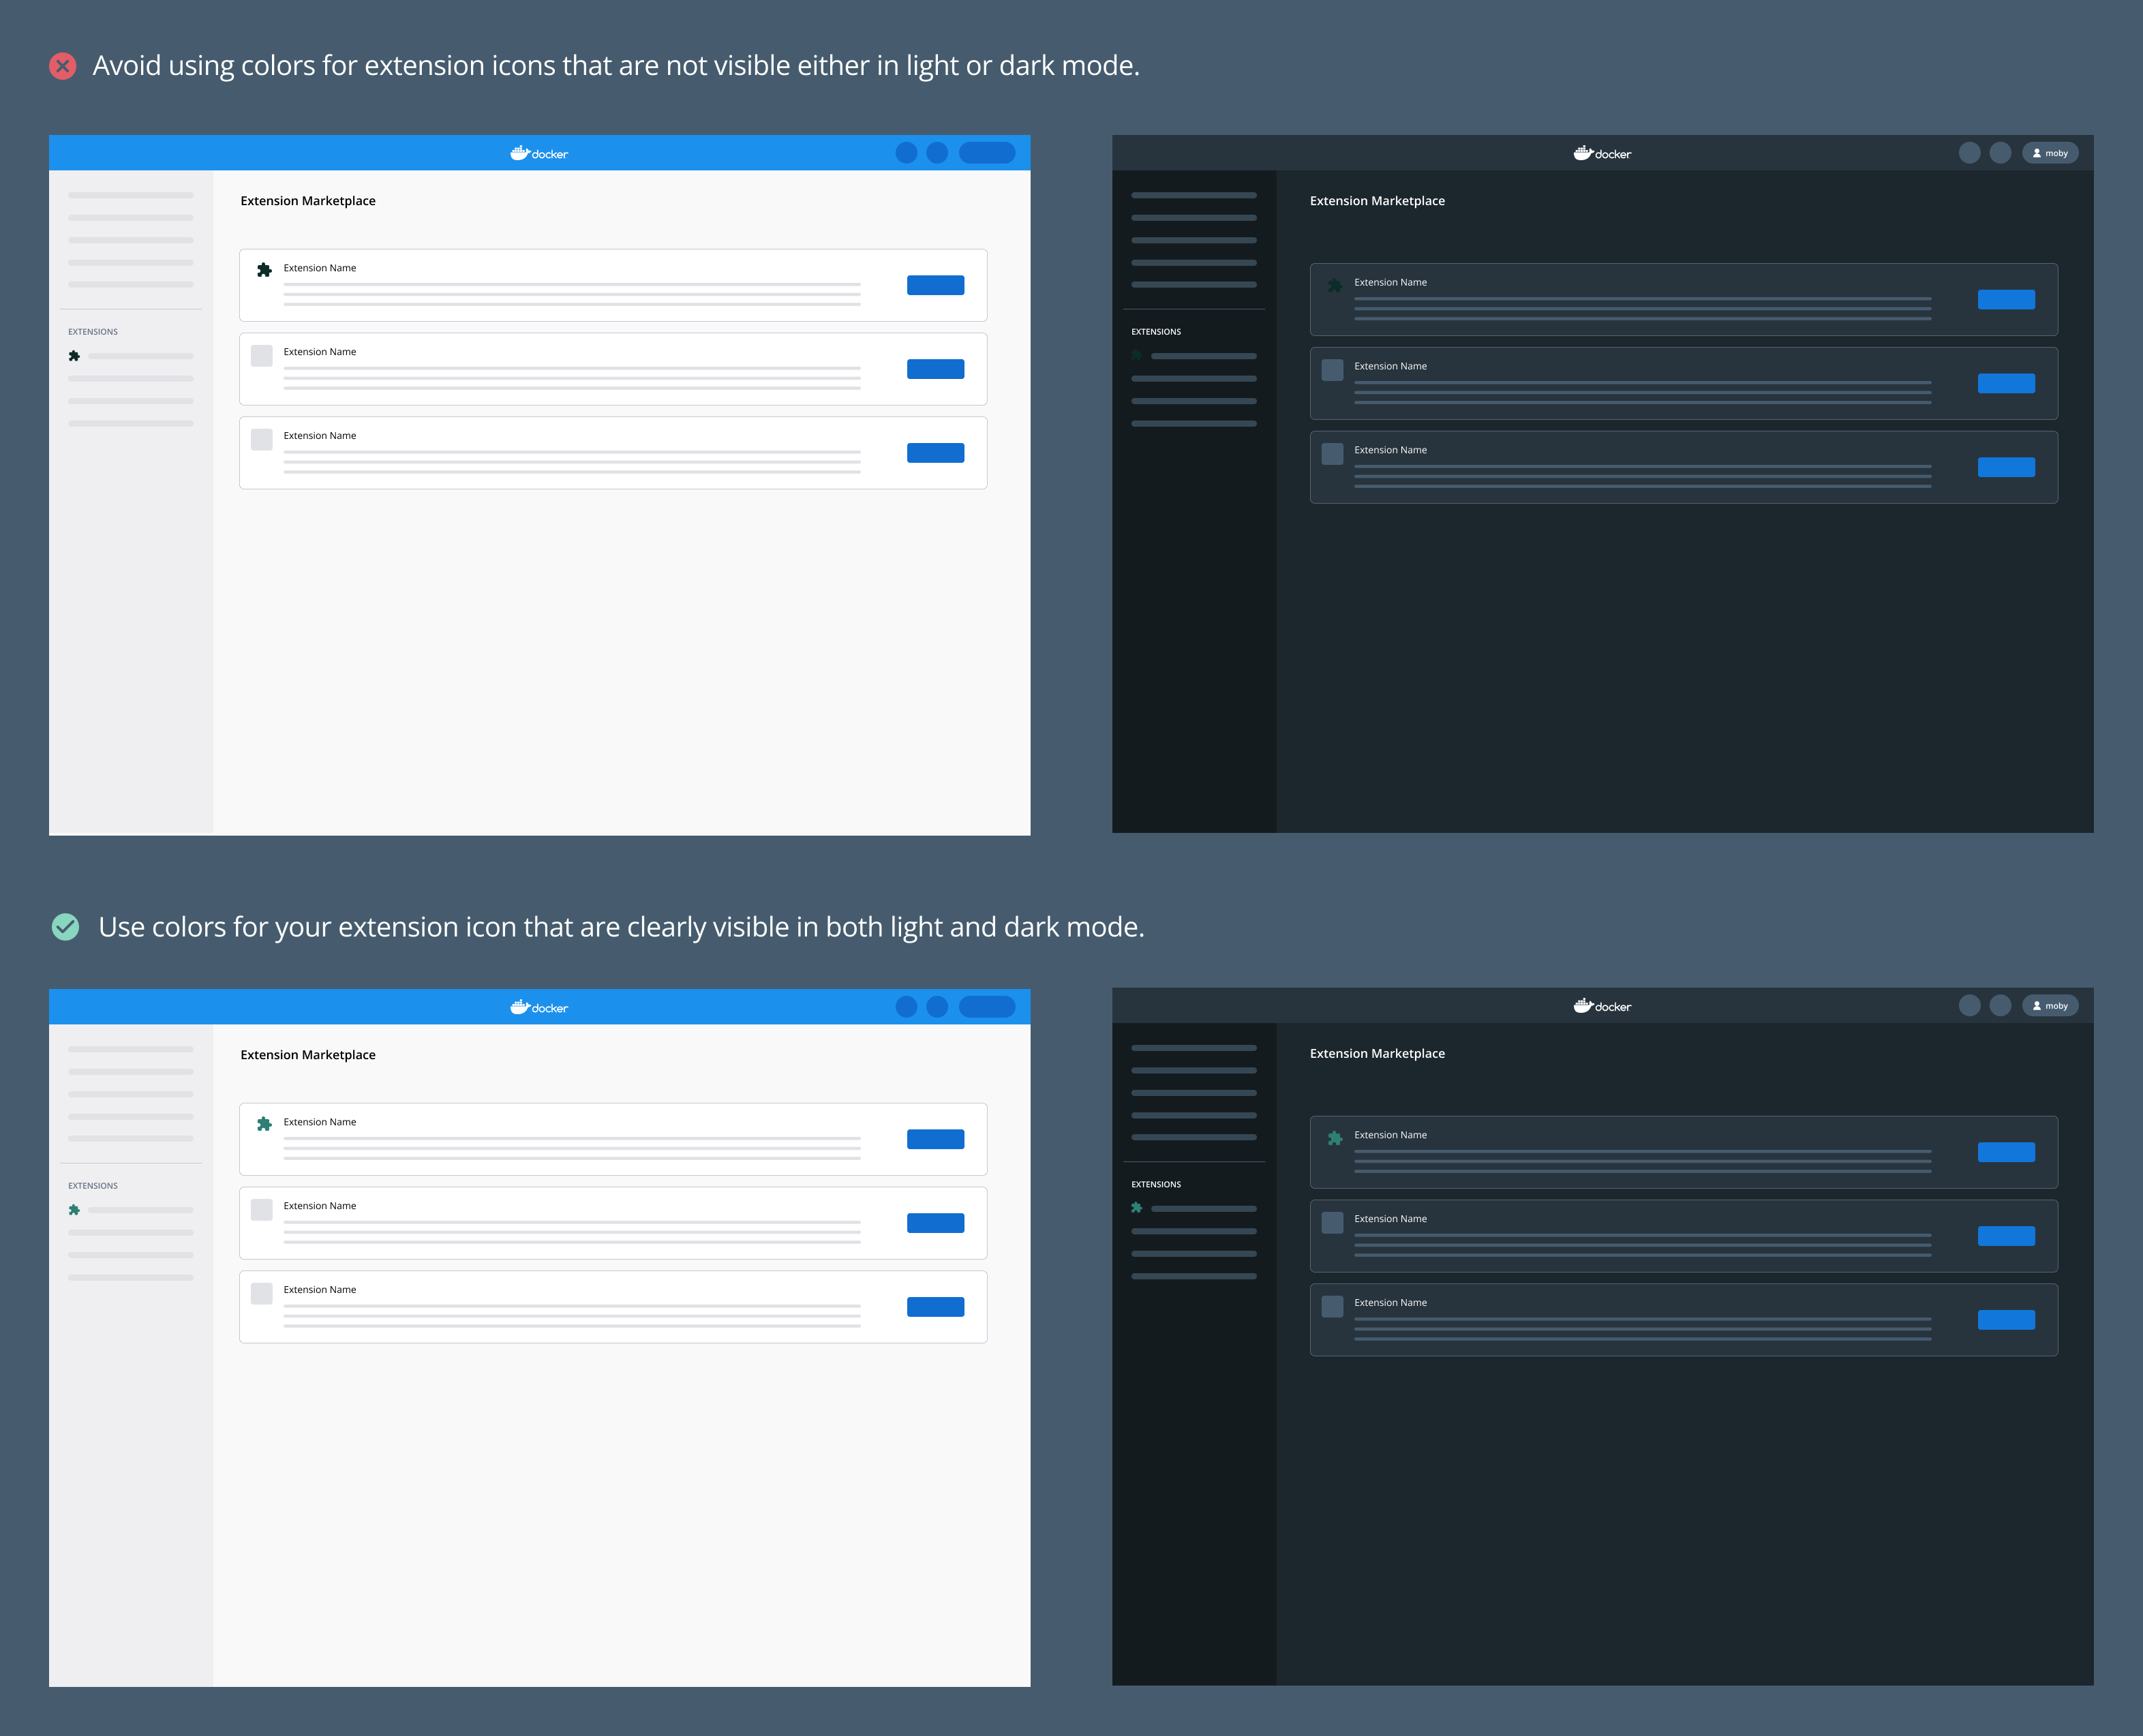 Avoid using colors for extension icons that are not visible either in light or dark mode.
docker
Extension Marketplace
Extension Name
EXTENSIONS
Extension Name
Extension Name
docker
moby
Extension Marketplace
Extension Name
EXTENSIONS
Extension Name
Extension Name
Use colors for your extension icon that are clearly visible in both light and dark mode.
docker
Extension Marketplace
Extension Name
EXTENSIONS
Extension Name
Extension Name
docker
moby
Extension Marketplace
Extension Name
EXTENSIONS
Extension Name
Extension Name